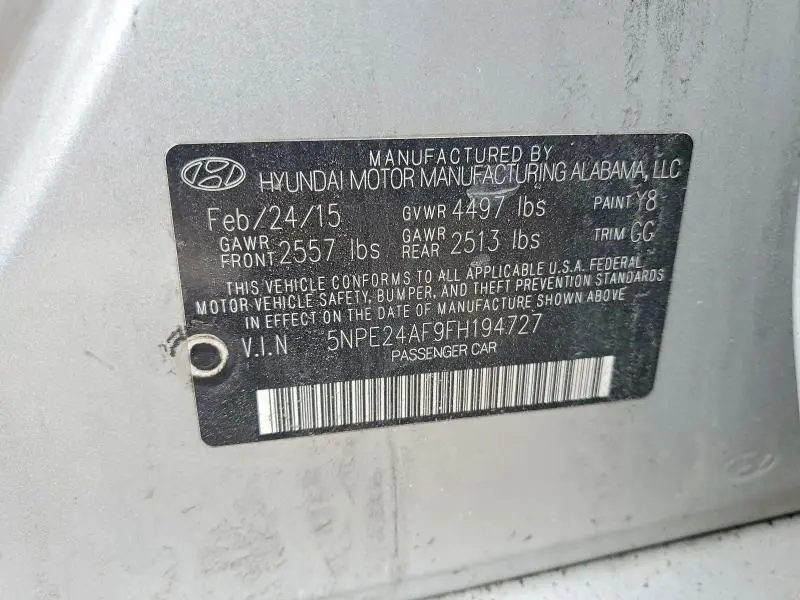 MANUFACTURED BY
HYUNDAI MOTOR MANUFACTURING ALABAMA, LLC
Feb/24/15 GVWR 4497 lbs PAINT Y8
GAWR FRONT 2557 lbs GAWR REAR 2513 lbs TRIM GG
THIS VEHICLE CONFORMS TO ALL APPLICABLE U.S.A. FEDERAL
MOTOR VEHICLE SAFETY, BUMPER, AND THEFT PREVENTION STANDARDS
IN EFFECT ON THE DATE OF MANUFACTURE SHOWN ABOVE
V.I.N 5NPE24AF9FH194727
PASSENGER CAR